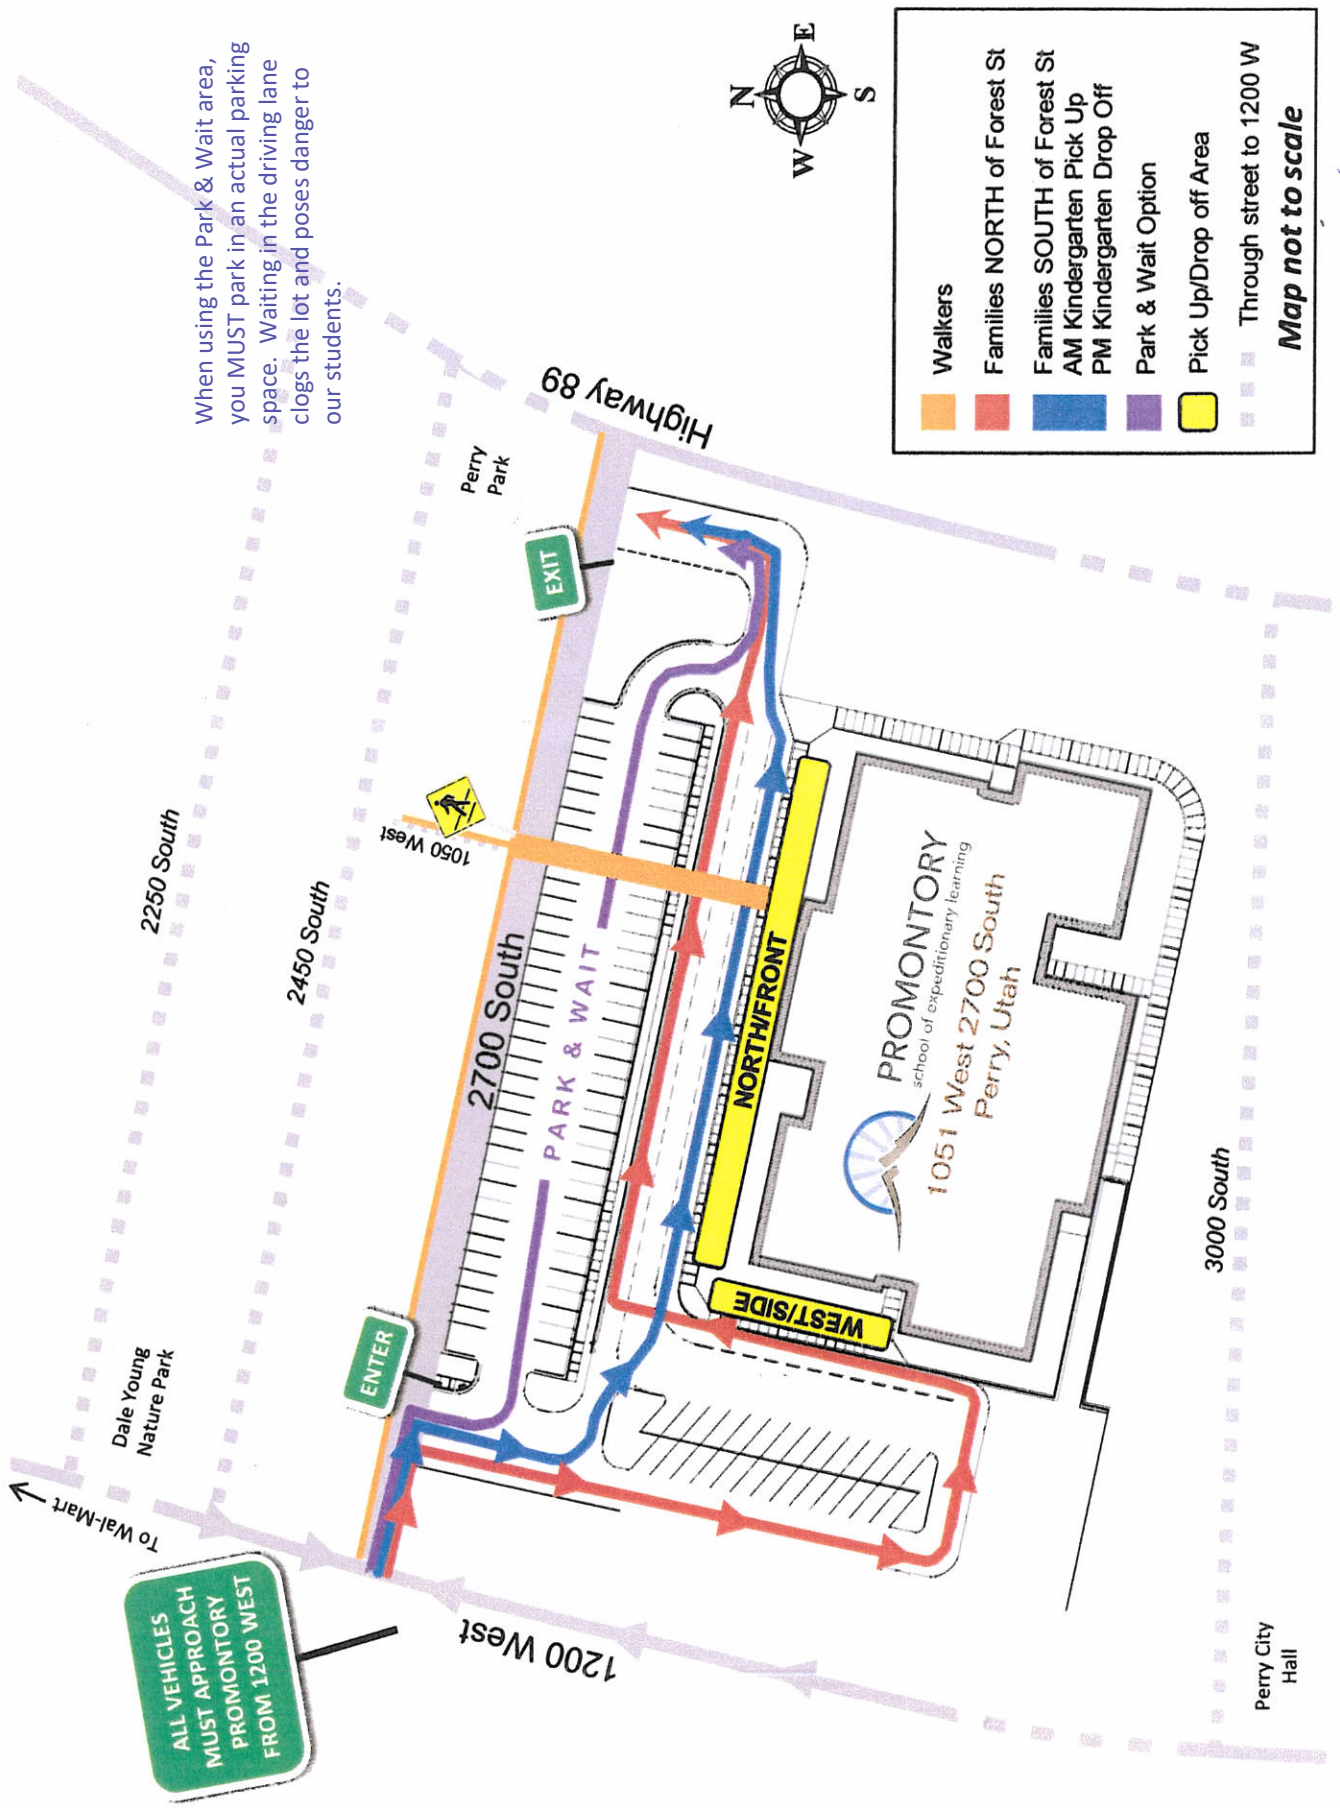 When using the Park & Wait area,
you MUST park in an actual parking
space.  Waiting in the driving lane
clogs the lot and poses danger to
our students.
N
W
E
S
Walkers
Families NORTH of Forest St
Families SOUTH of Forest St
AM Kindergarten Pick Up
PM Kindergarten Drop Off
Park & Wait Option
Pick Up/Drop off Area
Through street to 1200 W
Map not to scale
ALL VEHICLES
MUST APPROACH
PROMONTORY
FROM 1200 WEST
To Wal-Mart
Dale Young
Nature Park
2250 South
2450 South
1050 West
Perry
Park
Highway 89
ENTER
EXIT
2700 South
PARK & WAIT
NORTH/FRONT
WEST/SIDE
PROMONTORY
school of expeditionary learning
1051 West 2700 South
Perry, Utah
1200 West
3000 South
Perry City
Hall